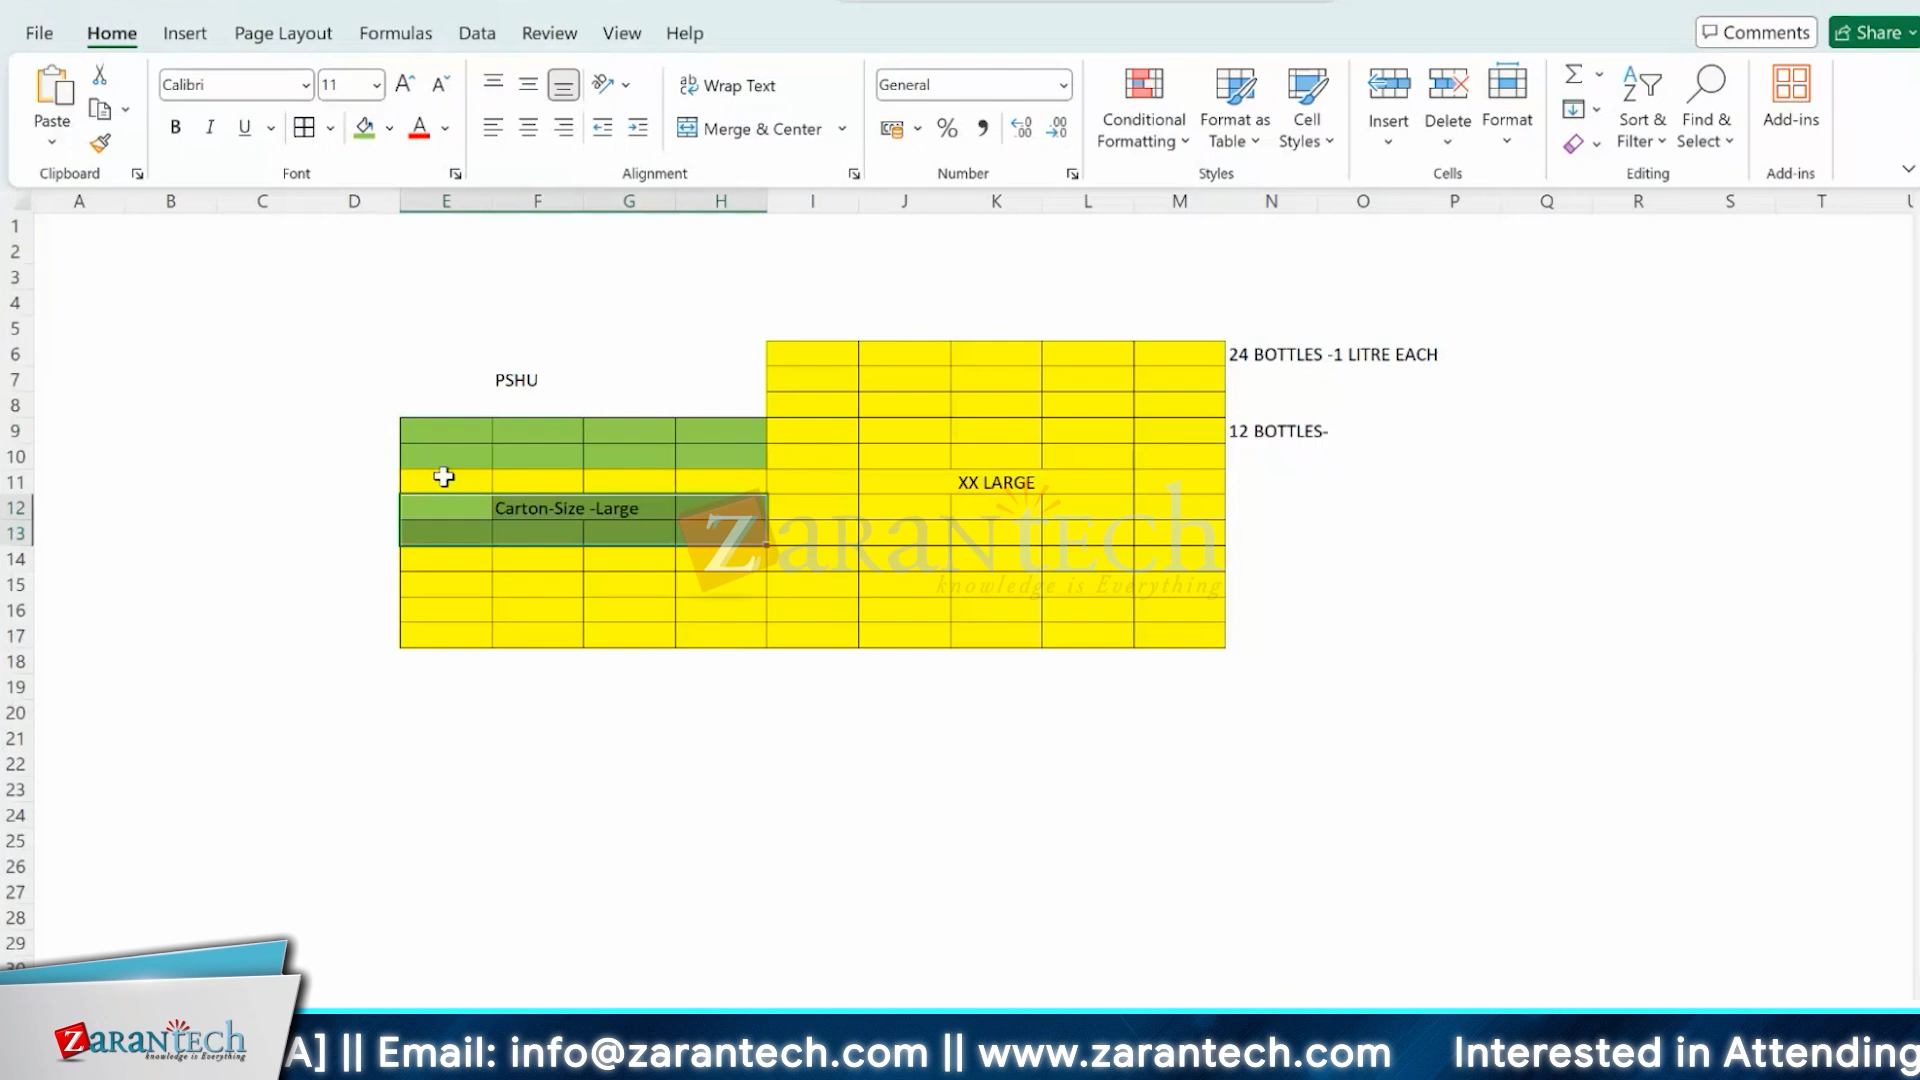 File Home Insert Page Layout Formulas Data Review View Help Comments Share
Calibri 11 Wrap Text General
Paste B I U Merge & Center % Conditional Formatting Format as Table Cell Styles Insert Delete Format Sort & Filter Find & Select Add-ins
Clipboard Font Alignment Number Styles Cells Editing Add-ins
A B C D E F G H I J K L M N O P Q R S T U
1
2
3
4
5
6 24 BOTTLES -1 LITRE EACH
7 PSHU
8
9 12 BOTTLES-
10
11 XX LARGE
12 Carton-Size -Large
13
ZaranTech
14
15 knowledge is Everything
16
17
18
19
20
21
22
23
24
25
26
27
28
29
30
ZaranTech
knowledge is Everything
A] || Email: info@zarantech.com || www.zarantech.com Interested in Attending